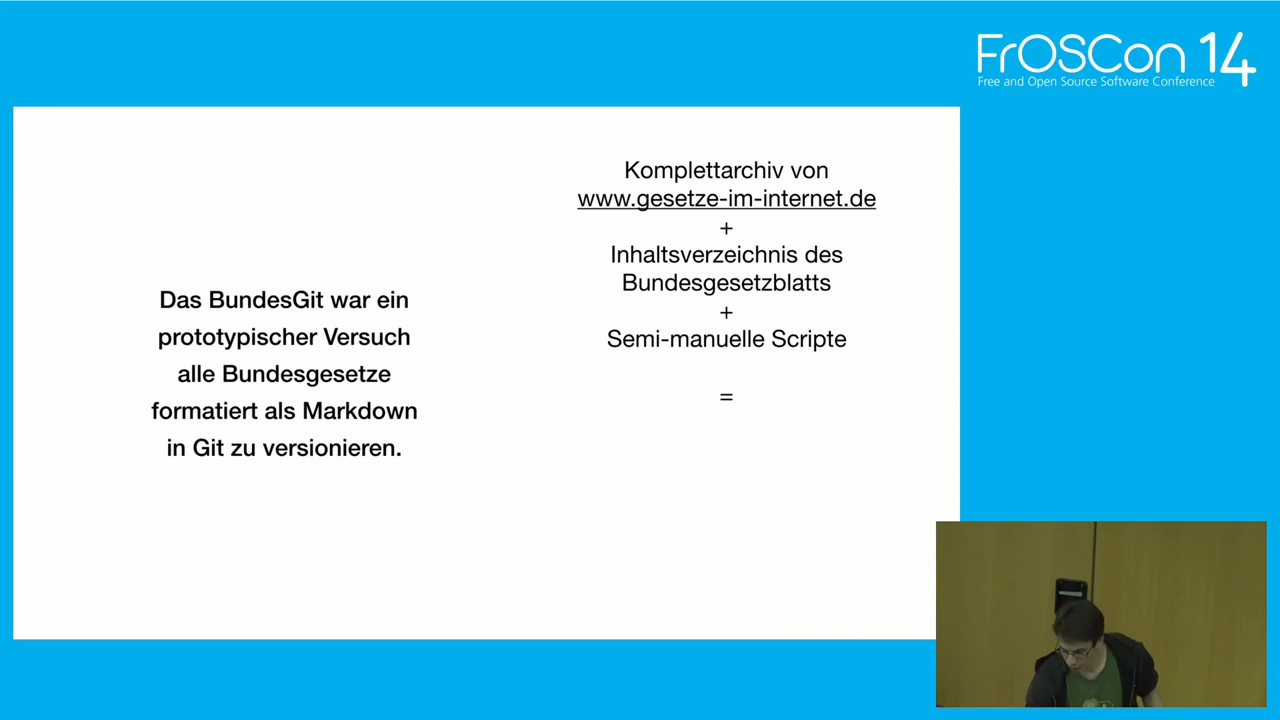 FrOSCon 14
Free and Open Source Software Conference
Das BundesGit war ein
prototypischer Versuch
alle Bundesgesetze
formatiert als Markdown
in Git zu versionieren.
Komplettarchiv von
www.gesetze-im-internet.de
+
Inhaltsverzeichnis des
Bundesgesetzblatts
+
Semi-manuelle Scripte
=